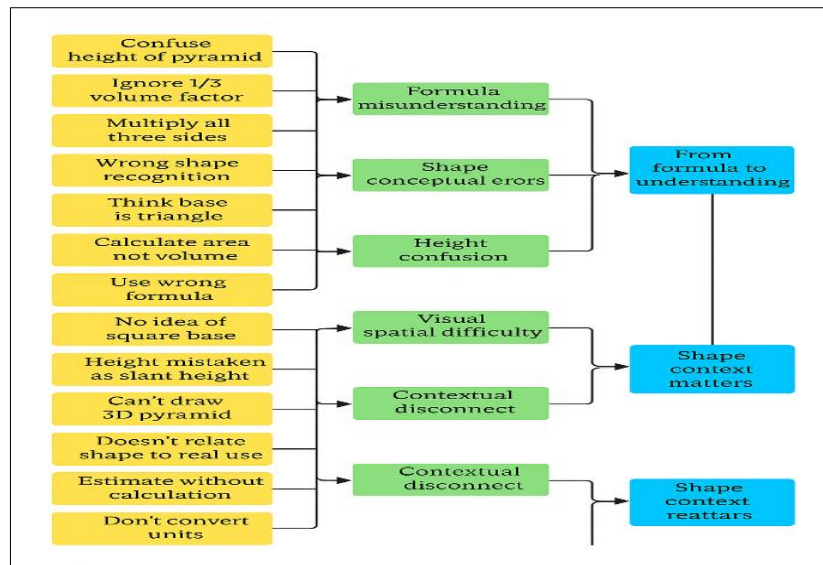 Confuse
height of pyramid
Ignore 1/3
volume factor
Multiply all
three sides
Wrong shape
recognition
Think base
is triangle
Calculate area
not volume
Use wrong
formula
No idea of
square base
Height mistaken
as slant height
Can't draw
3D pyramid
Doesn't relate
shape to real use
Estimate without
calculation
Don't convert
units
Formula
misunderstanding
Shape
conceptual erors
Height
confusion
Visual
spatial difficulty
Contextual
disconnect
Contextual
disconnect
From
formula to
understanding
Shape
context
matters
Shape
context
reattars